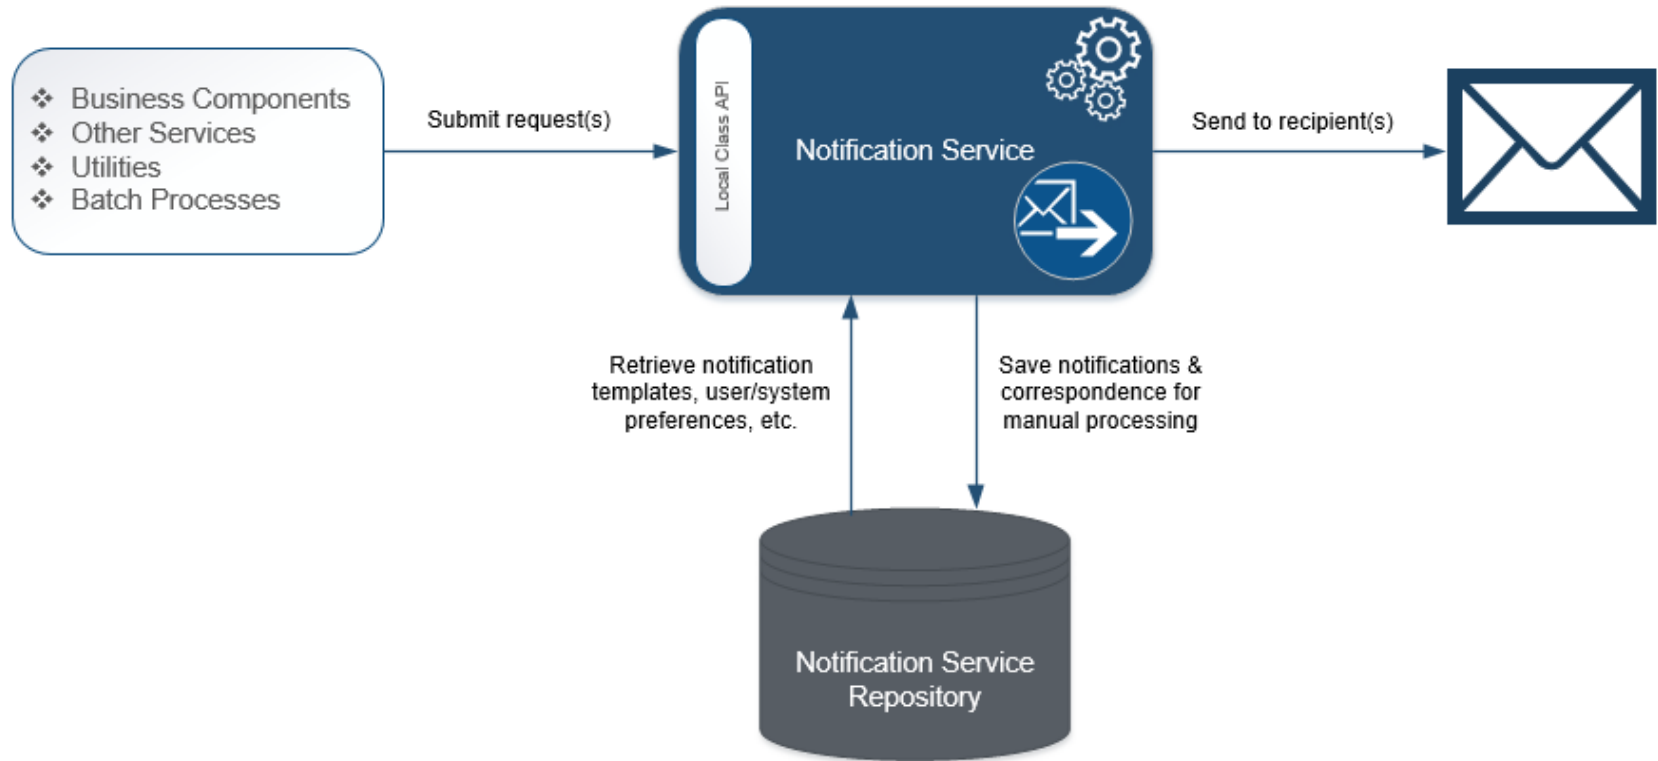 Business Components
Other Services
Utilities
Batch Processes
Submit request(s)
Local Class API
Notification Service
Send to recipient(s)
Retrieve notification
templates, user/system
preferences, etc.
Save notifications &
correspondence for
manual processing
Notification Service
Repository